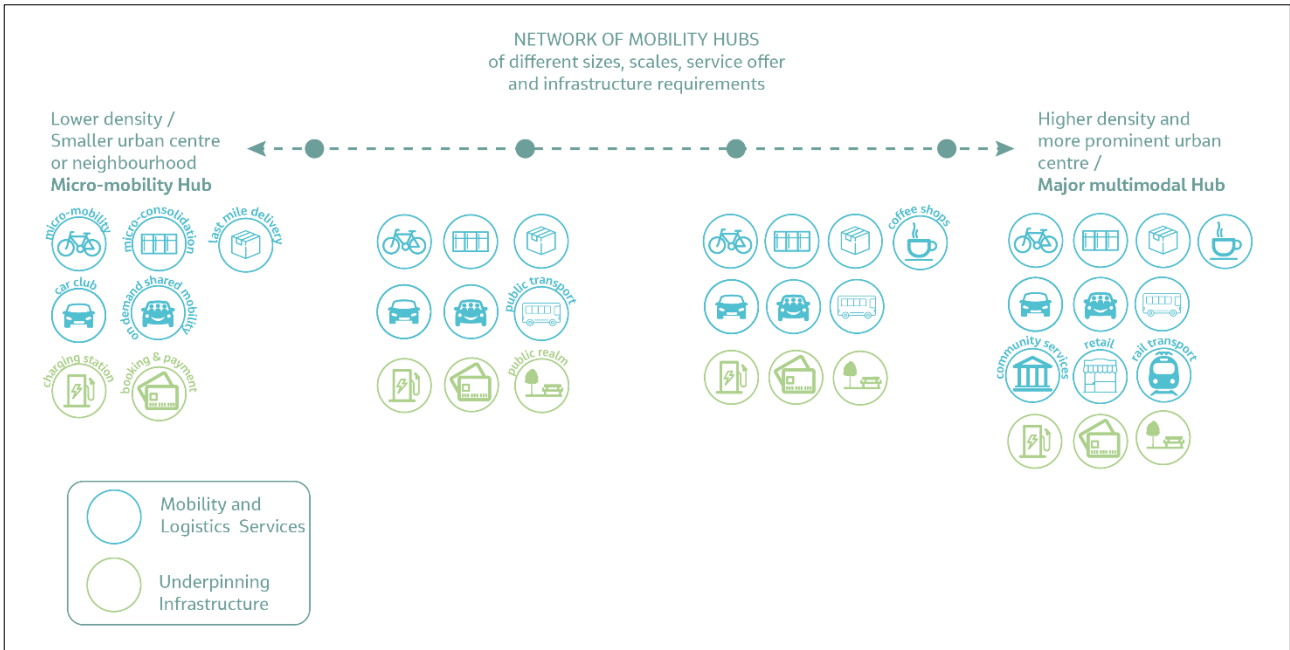 NETWORK OF MOBILITY HUBS
of different sizes, scales, service offer
and infrastructure requirements
Lower density /
Smaller urban centre
or neighbourhood
Micro-mobility Hub
Higher density and
more prominent urban
centre /
Major multimodal Hub
micro-mobility
micro-consolidation
last mile delivery
coffee shops
car club
on demand shared mobility
public transport
charging station
booking & payment
public realm
community services
retail
rail transport
Mobility and
Logistics Services
Underpinning
Infrastructure